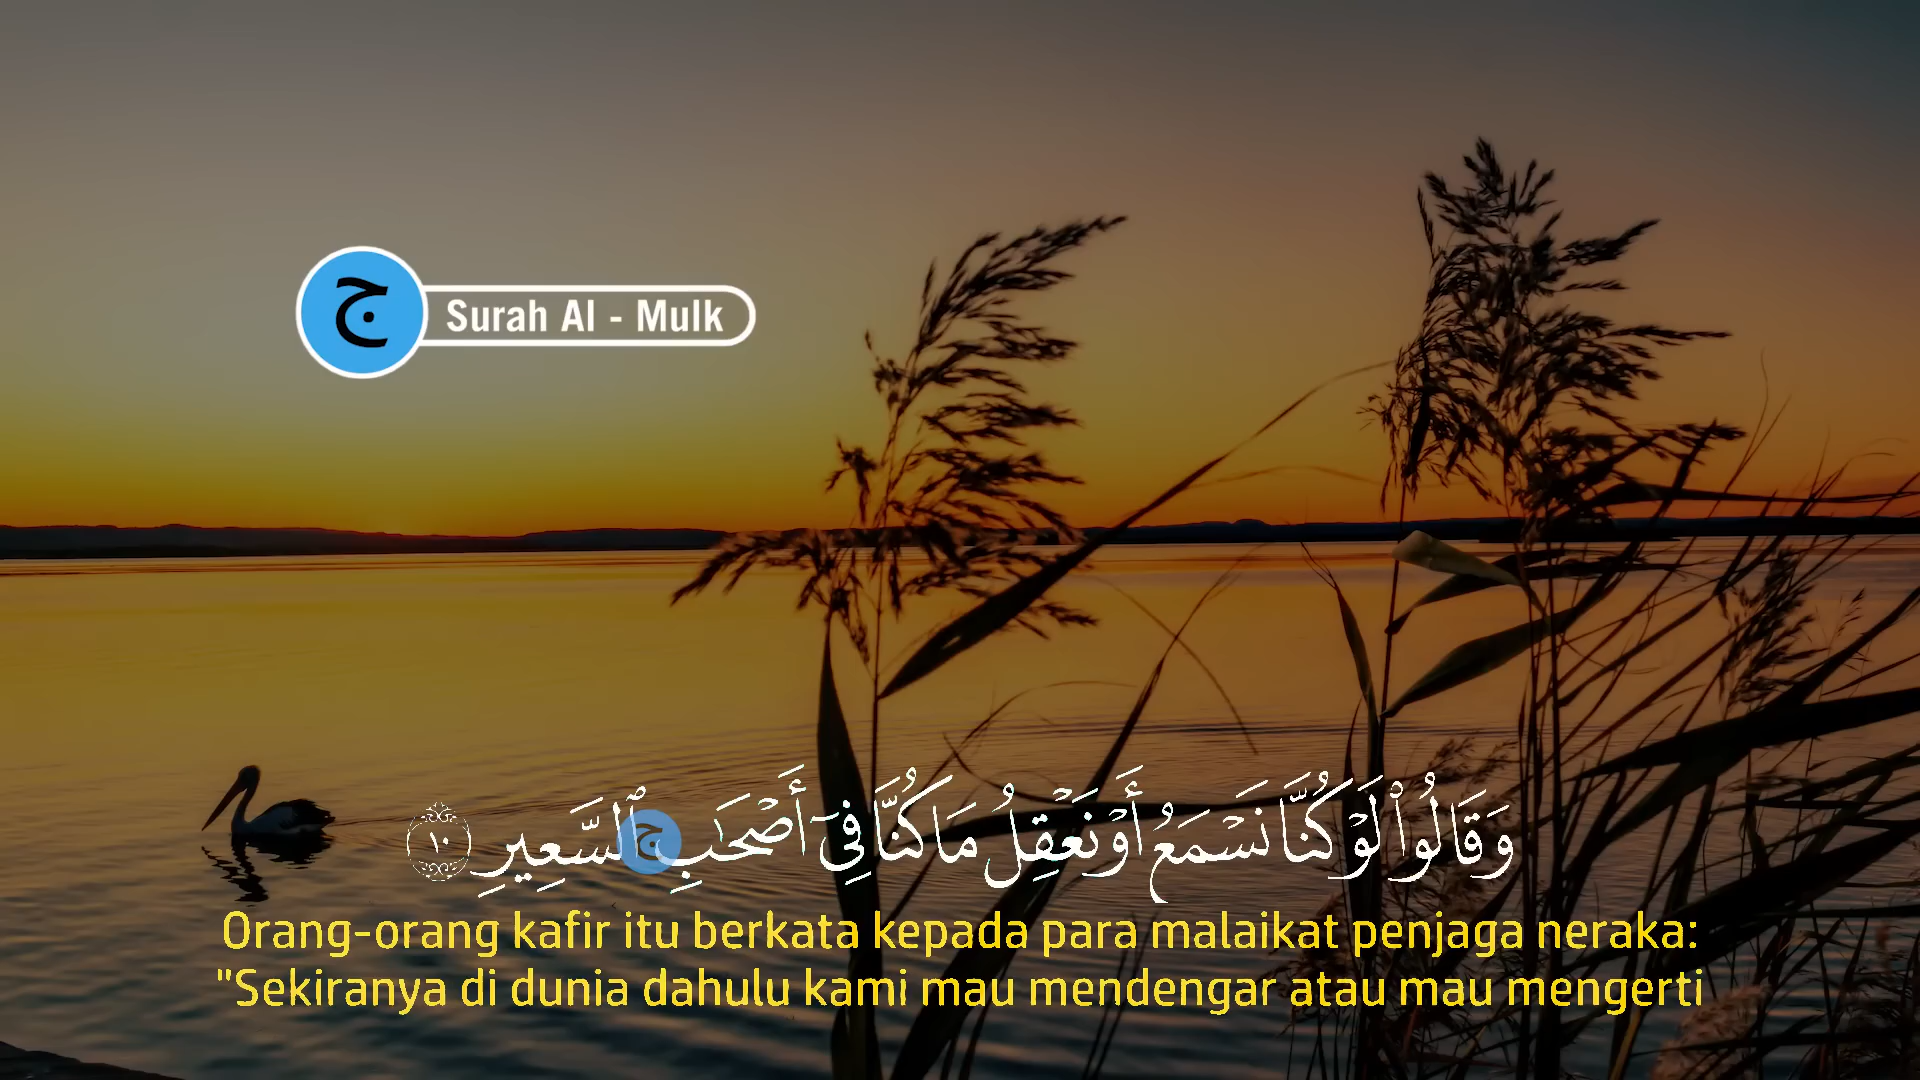 ج
Surah Al - Mulk
وَقَالُوا۟ لَوْ كُنَّا نَسْمَعُ أَوْ نَعْقِلُ مَا كُنَّا فِىٓ أَصْحَـٰبِ ٱلسَّعِيرِ ١٠
ج
Orang-orang kafir itu berkata kepada para malaikat penjaga neraka:
"Sekiranya di dunia dahulu kami mau mendengar atau mau mengerti